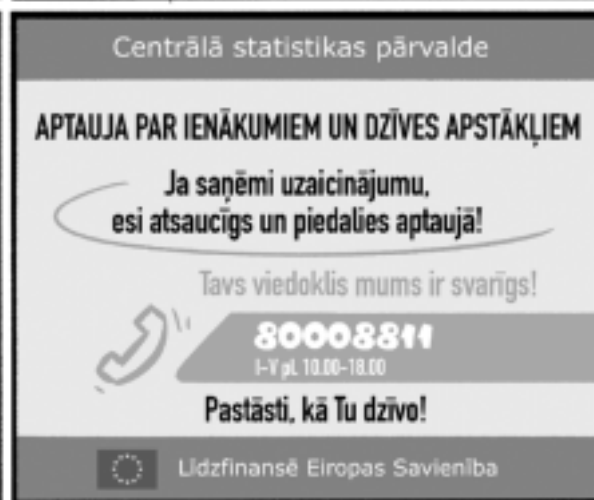 Centrālā statistikas pārvalde
APTAUJA PAR IENĀKUMIEM UN DZĪVES APSTĀKĻIEM
Ja saņēmi uzaicinājumu,
esi atsaucīgs un piedalies aptaujā!
Tavs viedoklis mums ir svarīgs!
80008811
I-V pl. 10.00-18.00
Pastāsti, kā Tu dzīvo!
Līdzfinansē Eiropas Savienība